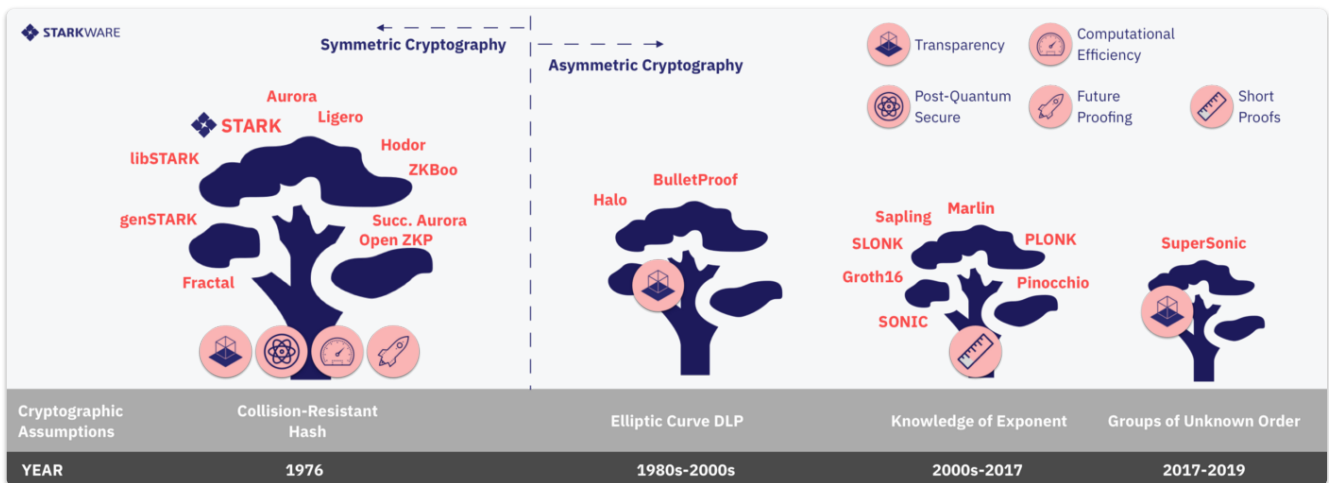 STARKWARE
Symmetric Cryptography
Asymmetric Cryptography
Transparency
Computational
Efficiency
Post-Quantum
Secure
Future
Proofing
Short
Proofs
Aurora
Ligero
STARK
Hodor
libSTARK
ZKBoo
genSTARK
Succ. Aurora
Open ZKP
Fractal
BulletProof
Halo
Marlin
Sapling
SLONK
PLONK
Groth16
Pinocchio
SONIC
SuperSonic
Cryptographic
Assumptions
Collision-Resistant
Hash
Elliptic Curve DLP
Knowledge of Exponent
Groups of Unknown Order
YEAR
1976
1980s-2000s
2000s-2017
2017-2019